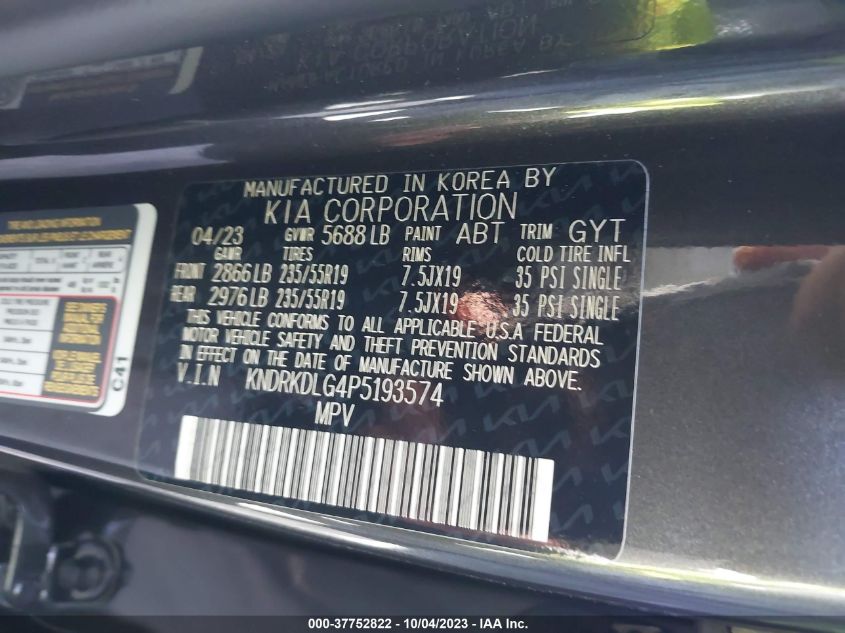 MANUFACTURED IN KOREA BY
KIA CORPORATION
04/23 GVWR 5688 LB PAINT ABT TRIM GYT
GAWR TIRES RIMS COLD TIRE INFL
FRONT 2866 LB 235/55R19 7.5JX19 35 PSI SINGLE
REAR 2976 LB 235/55R19 7.5JX19 35 PSI SINGLE
THIS VEHICLE CONFORMS TO ALL APPLICABLE U.S.A FEDERAL
MOTOR VEHICLE SAFETY AND THEFT PREVENTION STANDARDS
IN EFFECT ON THE DATE OF MANUFACTURE SHOWN ABOVE.
V.I.N KNDRKDLG4P5193574
MPV
C41
000-37752822 - 10/04/2023 - IAA Inc.